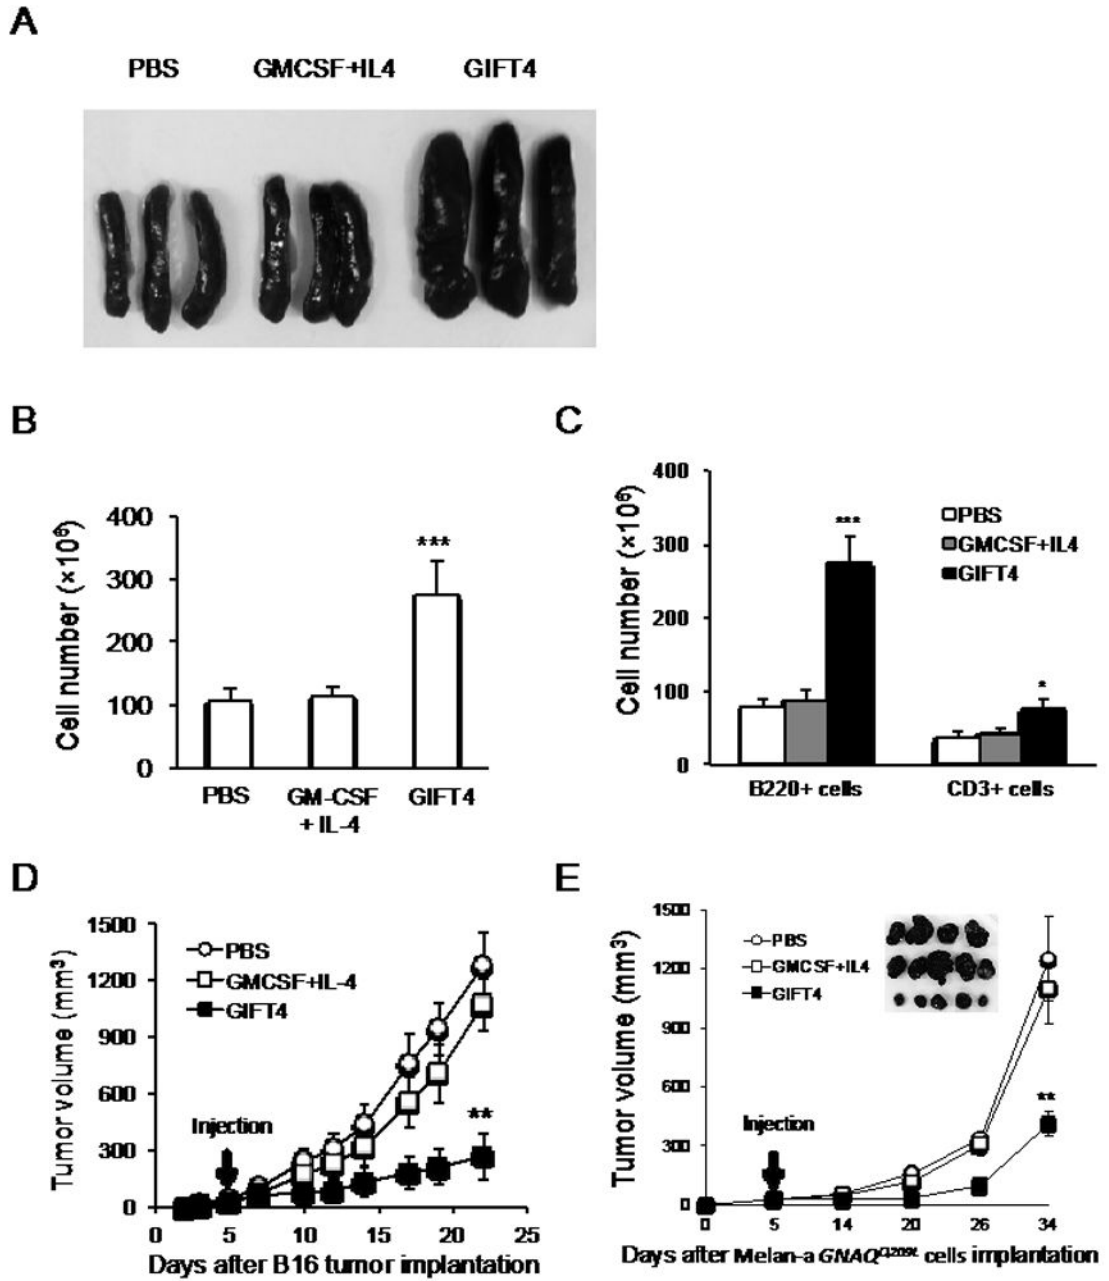 A
PBS GMCSF+IL4 GIFT4
B
Cell number (×10⁶)
400
300
200
100
0
***
PBS GM-CSF GIFT4
+ IL-4
C
Cell number (×10⁶)
400
300
200
100
0
***
*
PBS
GMCSF+IL4
GIFT4
B220+ cells CD3+ cells
D
Tumor volume (mm³)
1500
1200
900
600
300
0
PBS
GMCSF+IL-4
GIFT4
Injection
**
0 5 10 15 20 25
Days after B16 tumor implantation
E
Tumor volume (mm³)
1500
1200
900
600
300
0
PBS
GMCSF+IL4
GIFT4
Injection
**
0 5 14 20 26 34
Days after Melan-a GNAQQ209L cells implantation